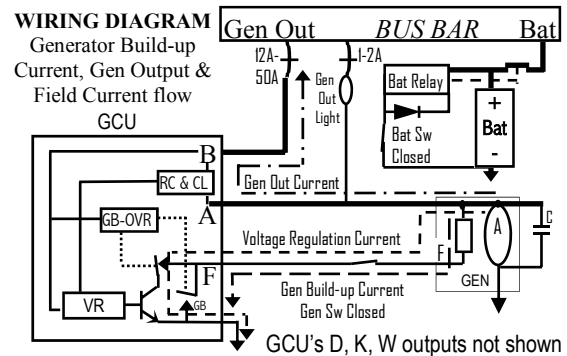 WIRING DIAGRAM
Generator Build-up
Current, Gen Output &
Field Current flow
GCU
Gen Out BUS BAR Bat
12A-
50A
1-2A
Gen
Out
Light
Bat Relay
Bat Sw
Closed
+
Bat
-
B
RC & CL
Gen Out Current
A
GB-OVR
Voltage Regulation Current
F
F
A
C
GEN
VR
GB
Gen Build-up Current
Gen Sw Closed
GCU's D, K, W outputs not shown